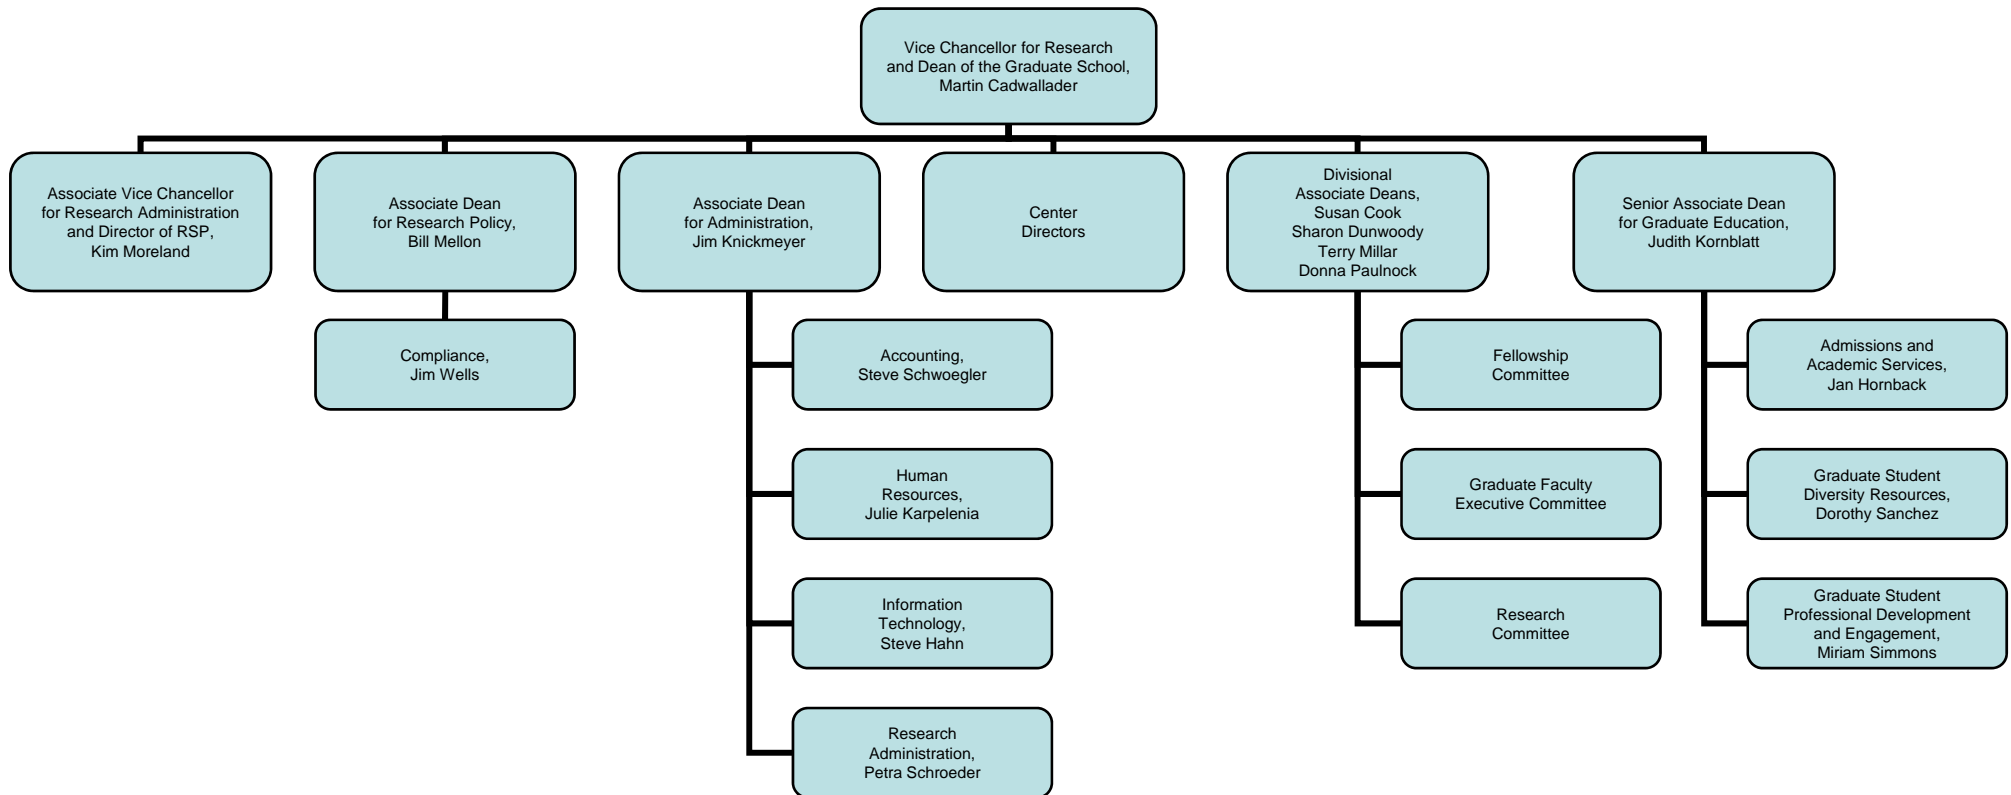 Vice Chancellor for Research
and Dean of the Graduate School,
Martin Cadwallader
Associate Vice Chancellor
for Research Administration
and Director of RSP,
Kim Moreland
Associate Dean
for Research Policy,
Bill Mellon
Associate Dean
for Administration,
Jim Knickmeyer
Center
Directors
Divisional
Associate Deans,
Susan Cook
Sharon Dunwoody
Terry Millar
Donna Paulnock
Senior Associate Dean
for Graduate Education,
Judith Kornblatt
Compliance,
Jim Wells
Accounting,
Steve Schwoegler
Human
Resources,
Julie Karpelenia
Information
Technology,
Steve Hahn
Research
Administration,
Petra Schroeder
Fellowship
Committee
Graduate Faculty
Executive Committee
Research
Committee
Admissions and
Academic Services,
Jan Hornback
Graduate Student
Diversity Resources,
Dorothy Sanchez
Graduate Student
Professional Development
and Engagement,
Miriam Simmons